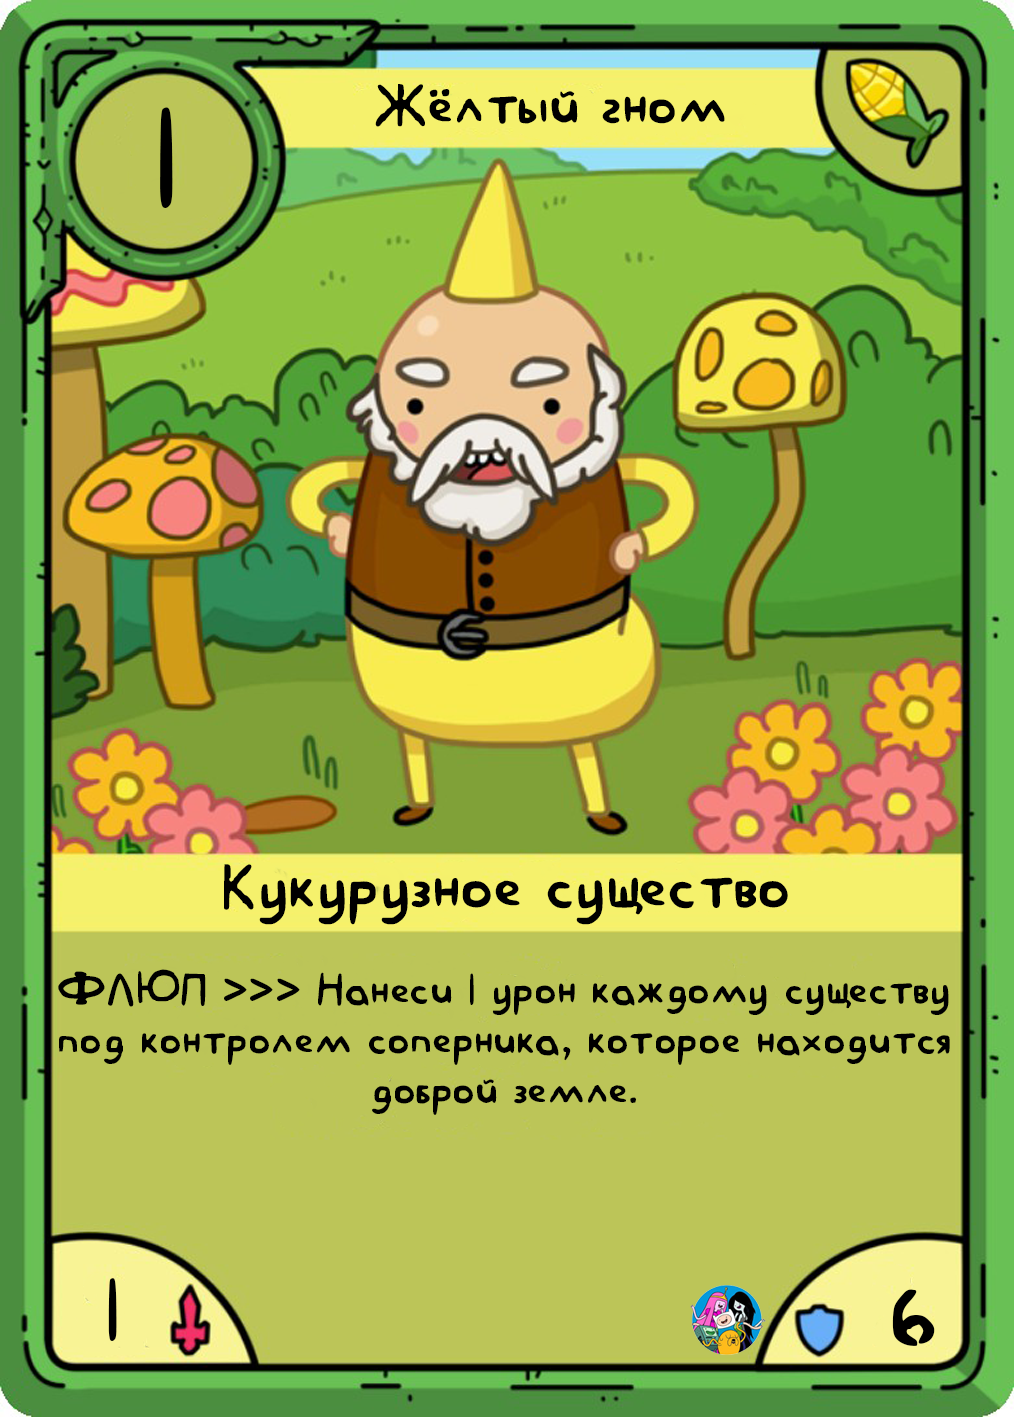 1
Жёлтый гном
Кукурузное существо
ФЛЮП >>> Нанеси 1 урон каждому существу
под контролем соперника, которое находится
доброй земле.
1
6